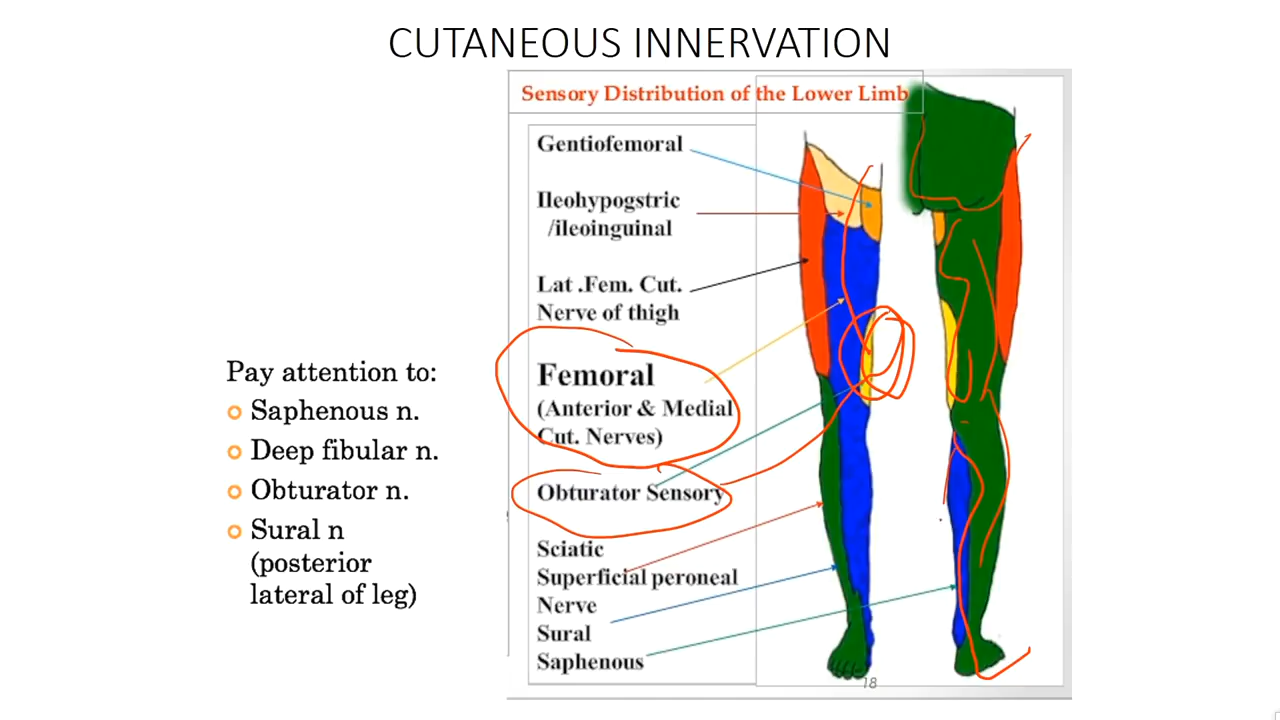 CUTANEOUS INNERVATION
Sensory Distribution of the Lower Limb
Gentiofemoral
Ileohypogstric
/ileoinguinal
Lat .Fem. Cut.
Nerve of thigh
Femoral
(Anterior & Medial
Cut. Nerves)
Obturator Sensory
Sciatic
Superficial peroneal
Nerve
Sural
Saphenous
18
Pay attention to:
Saphenous n.
Deep fibular n.
Obturator n.
Sural n
(posterior
lateral of leg)